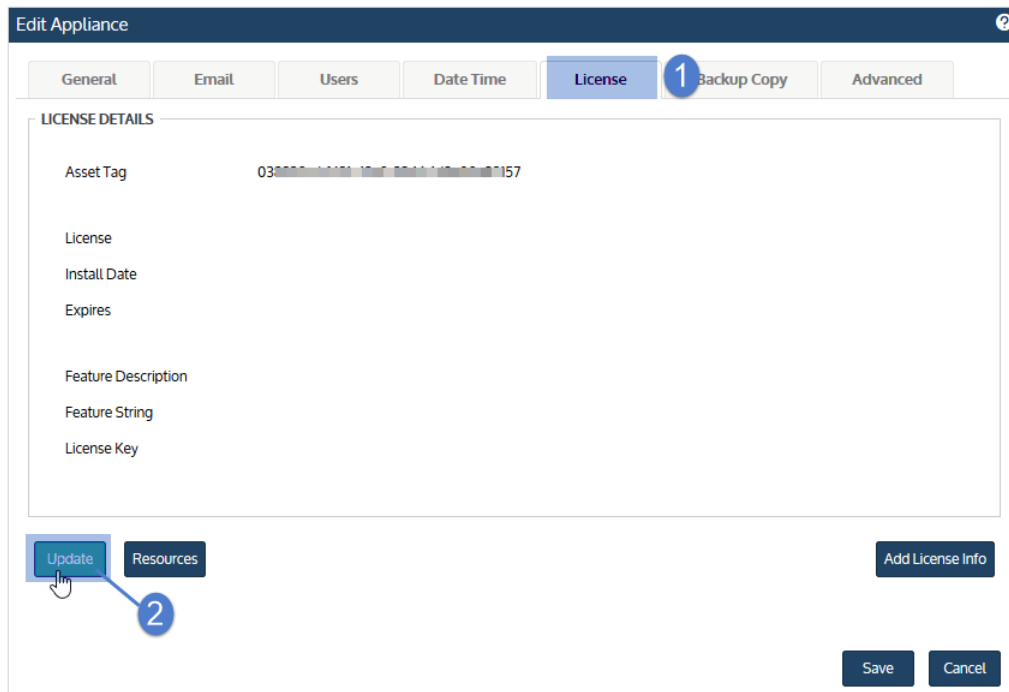 Edit Appliance ?
General Email Users Date Time License 1 Backup Copy Advanced
LICENSE DETAILS
Asset Tag
License
Install Date
Expires
Feature Description
Feature String
License Key
Update Resources Add License Info
2
Save Cancel